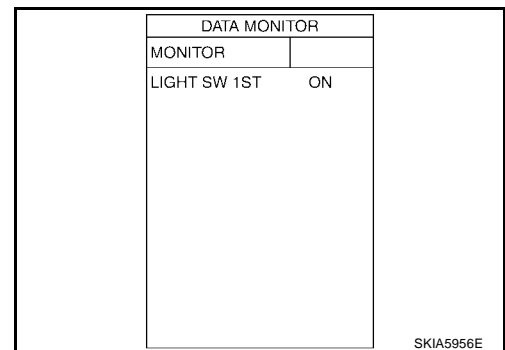 DATA MONITOR
MONITOR
LIGHT SW 1ST ON
SKIA5956E